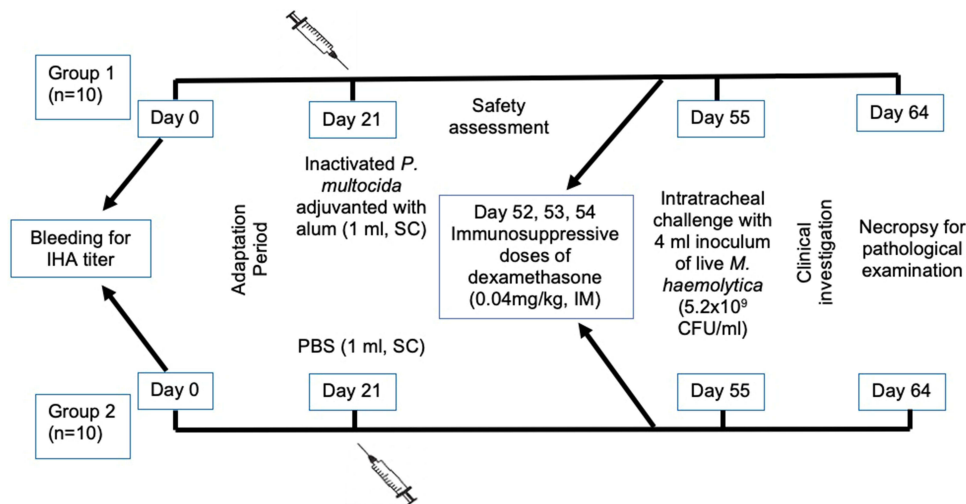 Group 1
(n=10)
Day 0
Day 21
Safety
assessment
Day 55
Day 64
Bleeding for
IHA titer
Adaptation
Period
Inactivated P.
multocida
adjuvanted with
alum (1 ml, SC)
Day 52, 53, 54
Immunosuppressive
doses of
dexamethasone
(0.04mg/kg, IM)
Intratracheal
challenge with
4 ml inoculum
of live M.
haemolytica
(5.2x10⁹
CFU/ml)
Clinical
investigation
Necropsy for
pathological
examination
PBS (1 ml, SC)
Group 2
(n=10)
Day 0
Day 21
Day 55
Day 64